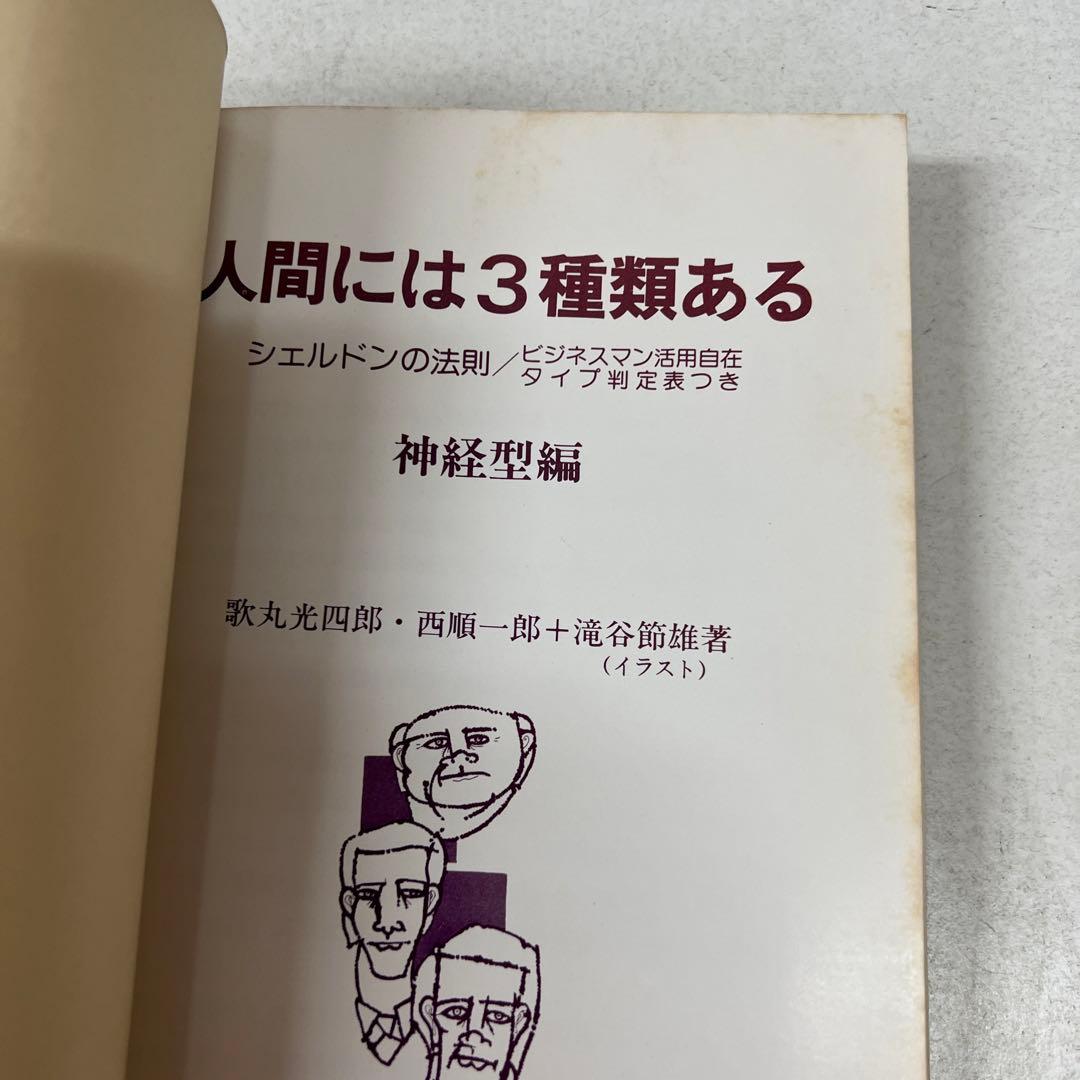 人間には3種類ある
シェルドンの法則／ビジネスマン活用自在
タイプ判定表つき
神経型編
歌丸光四郎・西順一郎＋滝谷節雄著
（イラスト）